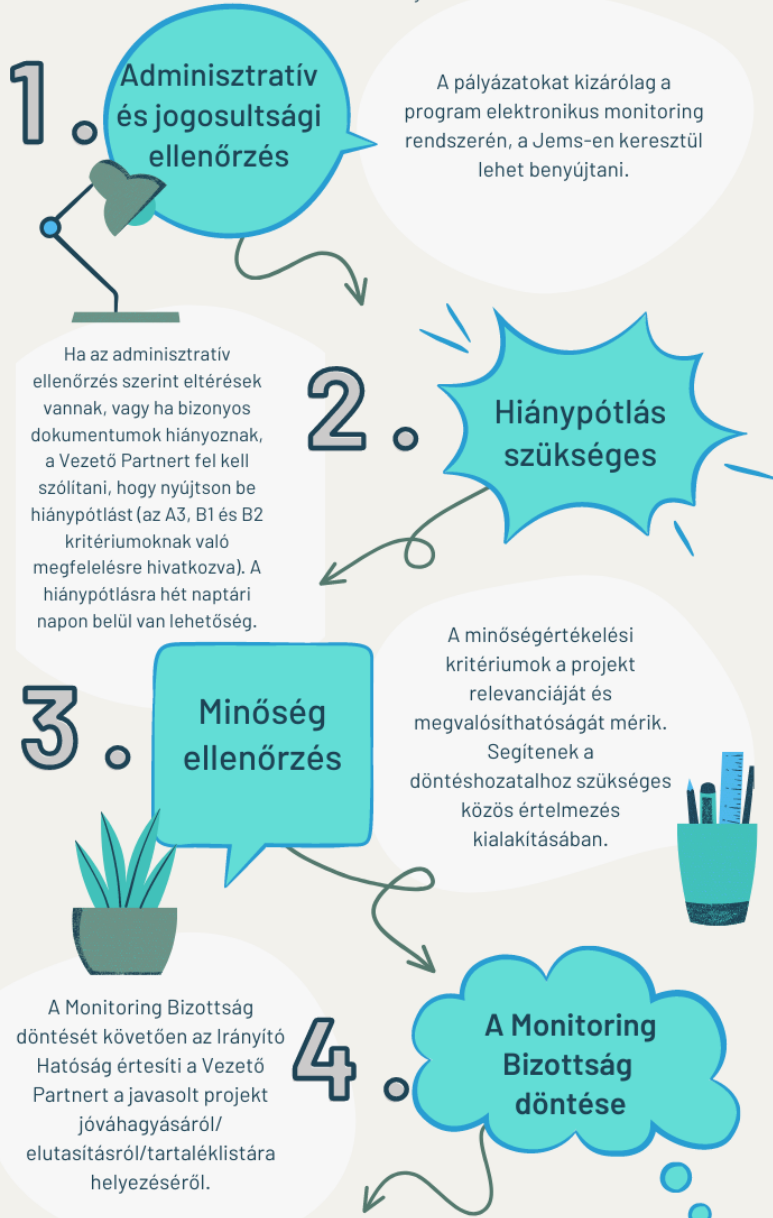 1.
Adminisztratív
és jogosultsági
ellenőrzés
A pályázatokat kizárólag a
program elektronikus monitoring
rendszerén, a Jems-en keresztül
lehet benyújtani.
2.
Hiánypótlás
szükséges
Ha az adminisztratív
ellenőrzés szerint eltérések
vannak, vagy ha bizonyos
dokumentumok hiányoznak,
a Vezető Partnert fel kell
szólítani, hogy nyújtson be
hiánypótlást (az A3, B1 és B2
kritériumoknak való
megfelelésre hivatkozva). A
hiánypótlásra hét naptári
napon belül van lehetőség.
3.
Minőség
ellenőrzés
A minőségértékelési
kritériumok a projekt
relevanciáját és
megvalósíthatóságát mérik.
Segítenek a
döntéshozatalhoz szükséges
közös értelmezés
kialakításában.
4.
A Monitoring
Bizottság
döntése
A Monitoring Bizottság
döntését követően az Irányító
Hatóság értesíti a Vezető
Partnert a javasolt projekt
jóváhagyásáról/
elutasításról/tartaléklistára
helyezéséről.